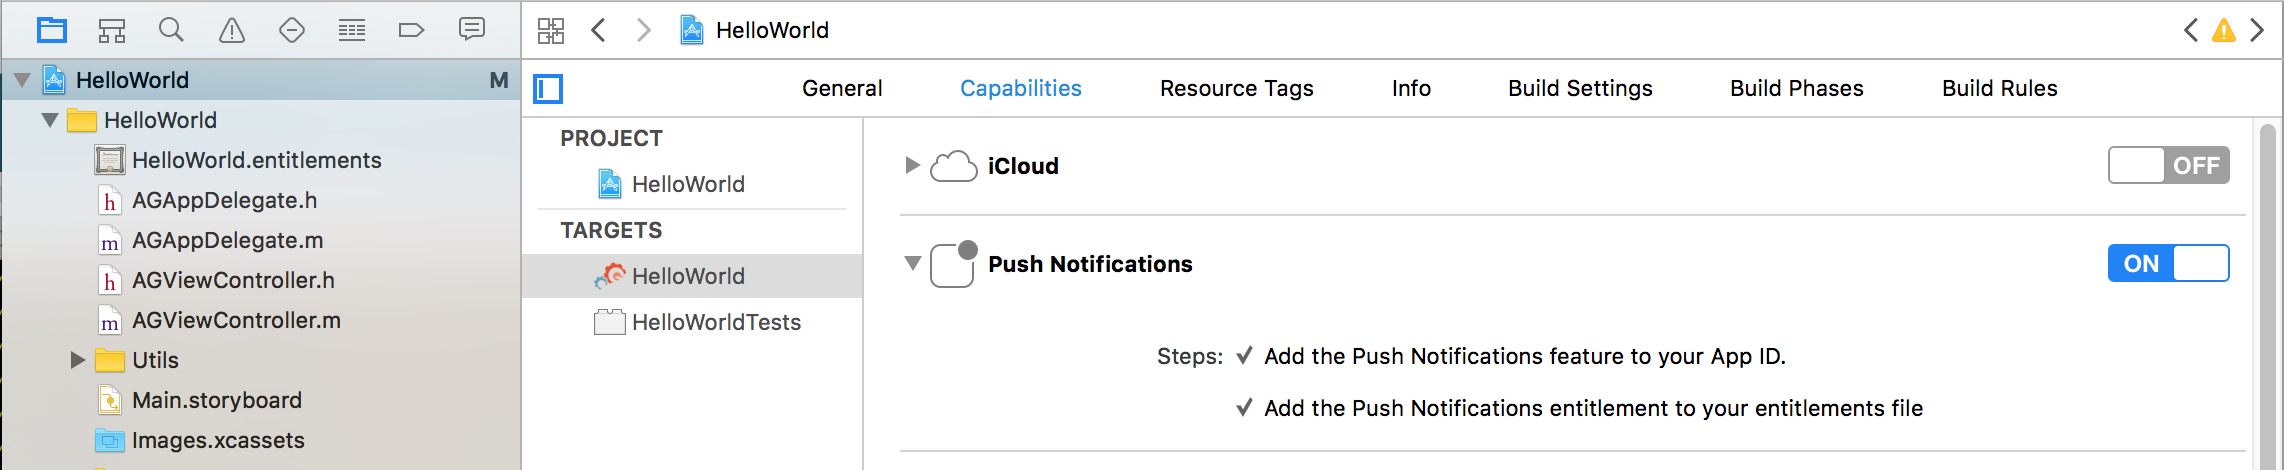 HelloWorld
HelloWorld M
General Capabilities Resource Tags Info Build Settings Build Phases Build Rules
HelloWorld
HelloWorld.entitlements
h AGAppDelegate.h
m AGAppDelegate.m
h AGViewController.h
m AGViewController.m
Utils
Main.storyboard
Images.xcassets
PROJECT
HelloWorld
TARGETS
HelloWorld
HelloWorldTests
iCloud OFF
Push Notifications ON
Steps: ✓ Add the Push Notifications feature to your App ID.
✓ Add the Push Notifications entitlement to your entitlements file